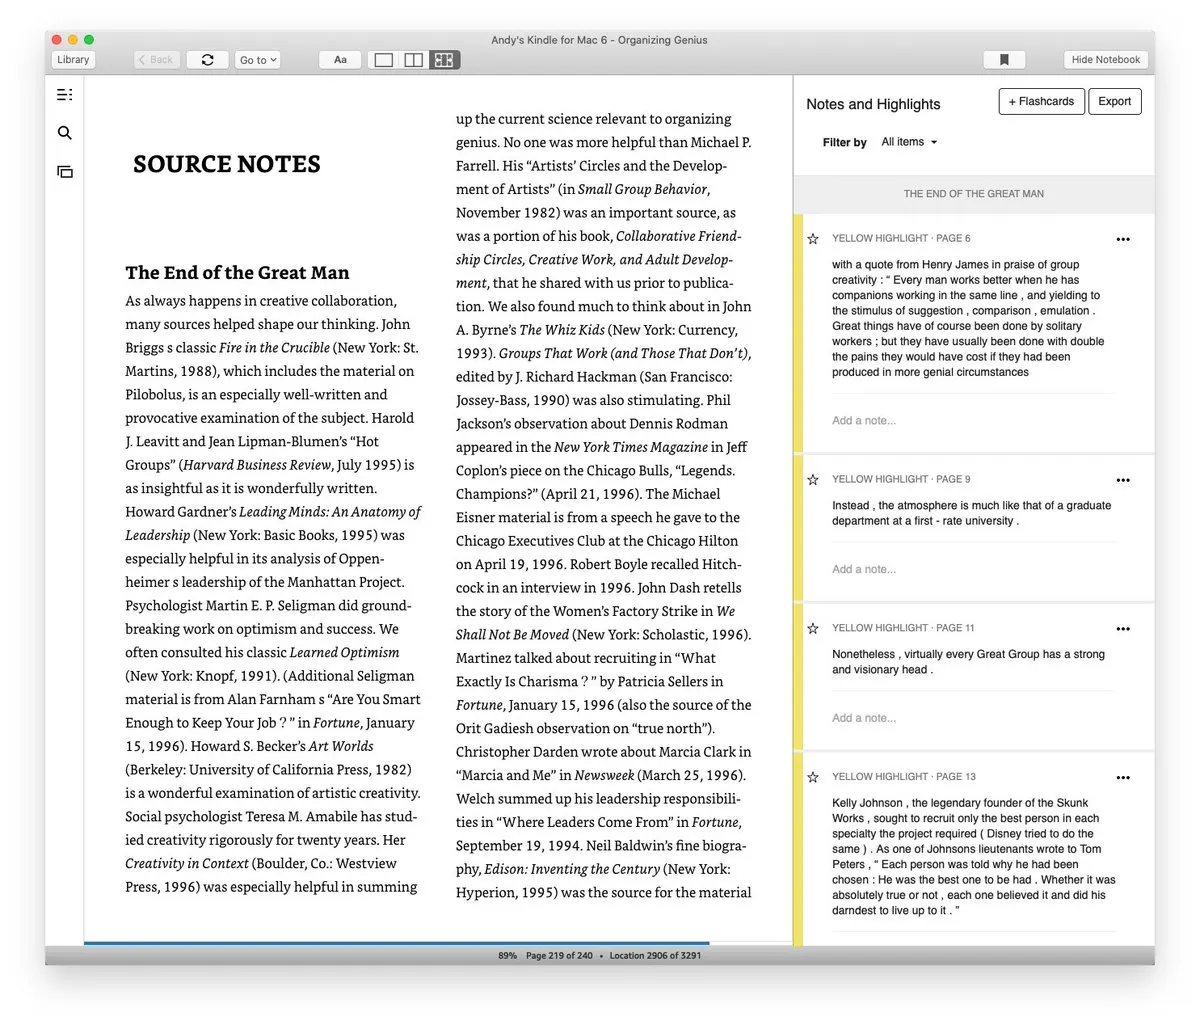 Andy's Kindle for Mac 6 - Organizing Genius
Library
Back
Go to
Aa
Hide Notebook
SOURCE NOTES
The End of the Great Man
As always happens in creative collaboration,
many sources helped shape our thinking. John
Briggs s classic Fire in the Crucible (New York: St.
Martins, 1988), which includes the material on
Pilobolus, is an especially well-written and
provocative examination of the subject. Harold
J. Leavitt and Jean Lipman-Blumen's “Hot
Groups” (Harvard Business Review, July 1995) is
as insightful as it is wonderfully written.
Howard Gardner's Leading Minds: An Anatomy of
Leadership (New York: Basic Books, 1995) was
especially helpful in its analysis of Oppen-
heimer s leadership of the Manhattan Project.
Psychologist Martin E. P. Seligman did ground-
breaking work on optimism and success. We
often consulted his classic Learned Optimism
(New York: Knopf, 1991). (Additional Seligman
material is from Alan Farnham s “Are You Smart
Enough to Keep Your Job ? ” in Fortune, January
15, 1996). Howard S. Becker's Art Worlds
(Berkeley: University of California Press, 1982)
is a wonderful examination of artistic creativity.
Social psychologist Teresa M. Amabile has stud-
ied creativity rigorously for twenty years. Her
Creativity in Context (Boulder, Co.: Westview
Press, 1996) was especially helpful in summing
up the current science relevant to organizing
genius. No one was more helpful than Michael P.
Farrell. His “Artists' Circles and the Develop-
ment of Artists” (in Small Group Behavior,
November 1982) was an important source, as
was a portion of his book, Collaborative Friend-
ship Circles, Creative Work, and Adult Develop-
ment, that he shared with us prior to publica-
tion. We also found much to think about in John
A. Byrne's The Whiz Kids (New York: Currency,
1993). Groups That Work (and Those That Don't),
edited by J. Richard Hackman (San Francisco:
Jossey-Bass, 1990) was also stimulating. Phil
Jackson's observation about Dennis Rodman
appeared in the New York Times Magazine in Jeff
Coplon's piece on the Chicago Bulls, “Legends.
Champions?” (April 21, 1996). The Michael
Eisner material is from a speech he gave to the
Chicago Executives Club at the Chicago Hilton
on April 19, 1996. Robert Boyle recalled Hitch-
cock in an interview in 1996. John Dash retells
the story of the Women's Factory Strike in We
Shall Not Be Moved (New York: Scholastic, 1996).
Martinez talked about recruiting in “What
Exactly Is Charisma ? ” by Patricia Sellers in
Fortune, January 15, 1996 (also the source of the
Orit Gadiesh observation on “true north”).
Christopher Darden wrote about Marcia Clark in
“Marcia and Me” in Newsweek (March 25, 1996).
Welch summed up his leadership responsibili-
ties in “Where Leaders Come From” in Fortune,
September 19, 1994. Neil Baldwin's fine biogra-
phy, Edison: Inventing the Century (New York:
Hyperion, 1995) was the source for the material
Notes and Highlights
+ Flashcards
Export
Filter by All items
THE END OF THE GREAT MAN
YELLOW HIGHLIGHT · PAGE 6
with a quote from Henry James in praise of group
creativity : “ Every man works better when he has
companions working in the same line , and yielding to
the stimulus of suggestion , comparison , emulation .
Great things have of course been done by solitary
workers ; but they have usually been done with double
the pains they would have cost if they had been
produced in more genial circumstances
Add a note...
YELLOW HIGHLIGHT · PAGE 9
Instead , the atmosphere is much like that of a graduate
department at a first - rate university .
Add a note...
YELLOW HIGHLIGHT · PAGE 11
Nonetheless , virtually every Great Group has a strong
and visionary head .
Add a note...
YELLOW HIGHLIGHT · PAGE 13
Kelly Johnson , the legendary founder of the Skunk
Works , sought to recruit only the best person in each
specialty the project required ( Disney tried to do the
same ) . As one of Johnsons lieutenants wrote to Tom
Peters , “ Each person was told why he had been
chosen : He was the best one to be had . Whether it was
absolutely true or not , each one believed it and did his
darndest to live up to it . ”
89% Page 219 of 240 • Location 2906 of 3291